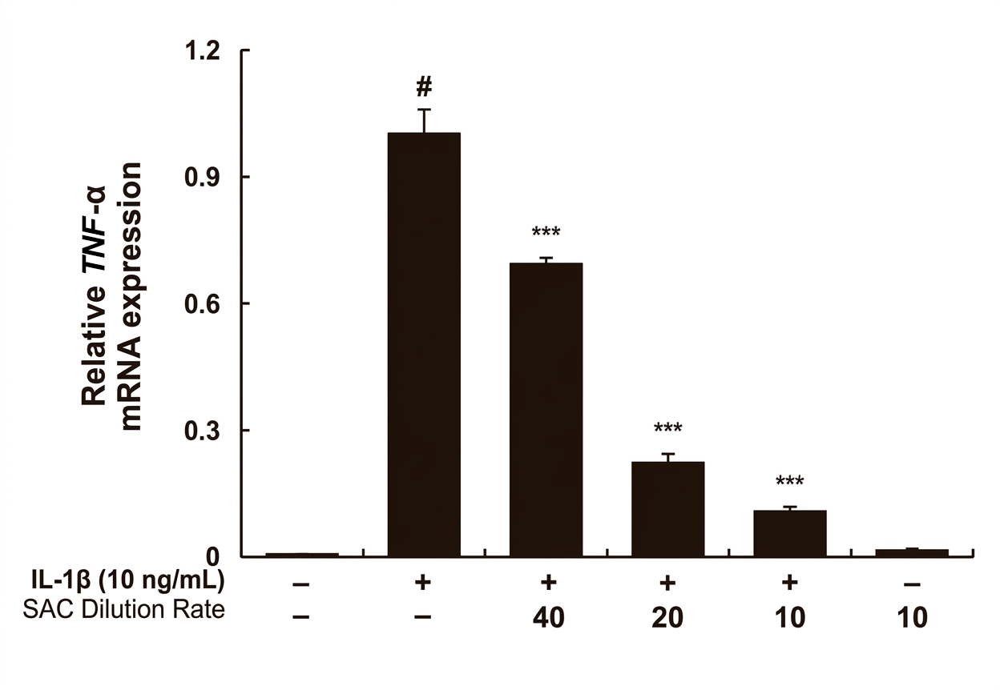 1.2
#
0.9
***
Relative TNF-α
mRNA expression
0.6
0.3
***
***
0
IL-1β (10 ng/mL) – + + + + –
SAC Dilution Rate – – 40 20 10 10